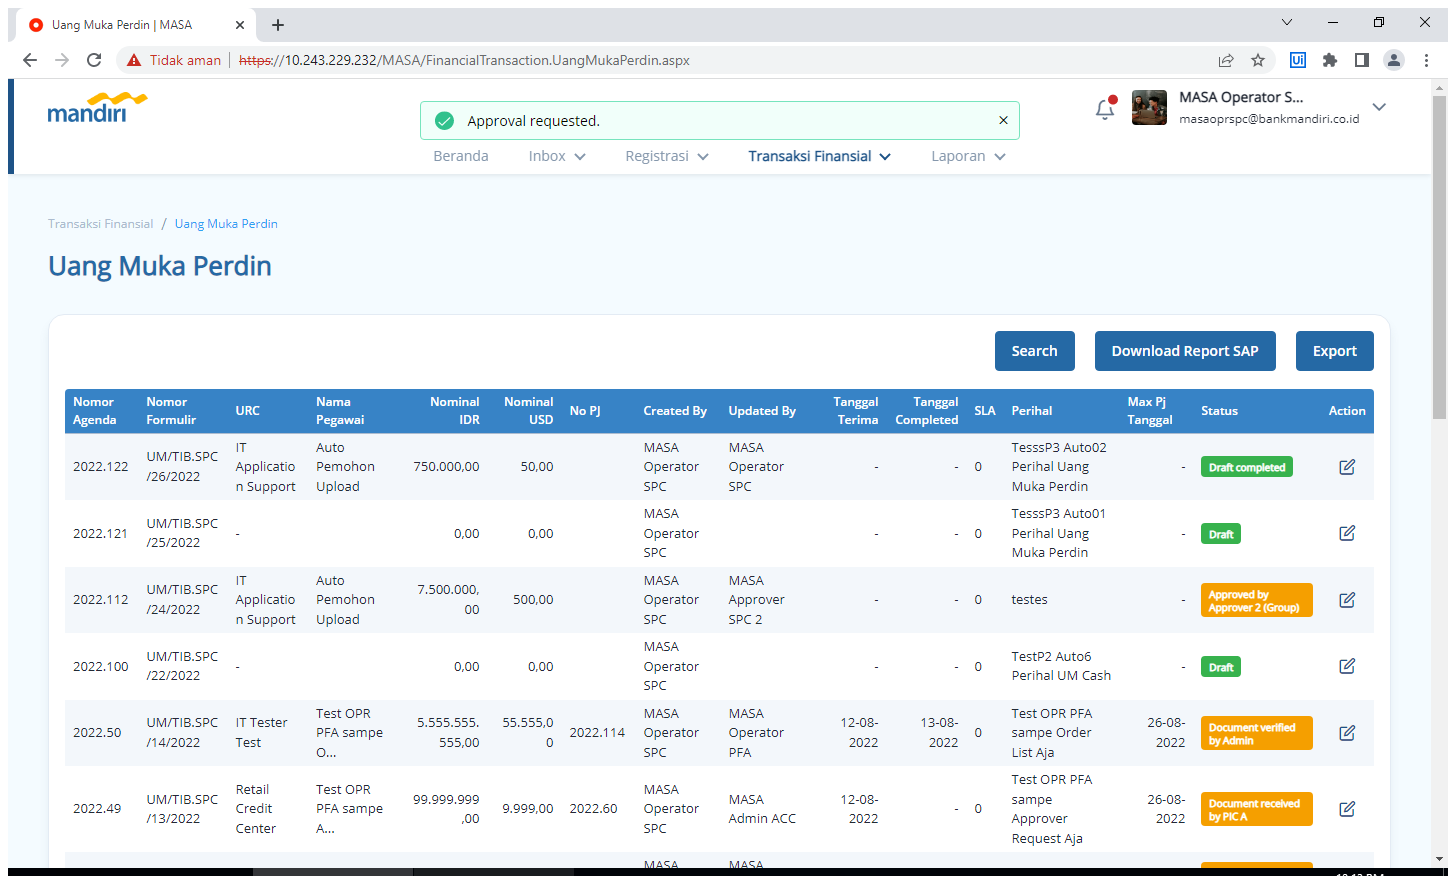 Uang Muka Perdin | MASA
Tidak aman | https://10.243.229.232/MASA/FinancialTransaction.UangMukaPerdin.aspx
Ui
mandiri
Approval requested.
MASA Operator S...
masaoprspc@bankmandiri.co.id
Beranda Inbox Registrasi Transaksi Finansial Laporan
Transaksi Finansial / Uang Muka Perdin
Uang Muka Perdin
Search Download Report SAP Export
Nomor Agenda Nomor Formulir URC Nama Pegawai Nominal IDR Nominal USD No PJ Created By Updated By Tanggal Terima Tanggal Completed SLA Perihal Max Pj Tanggal Status Action
2022.122 UM/TIB.SPC/26/2022 IT Application Support Auto Pemohon Upload 750.000,00 50,00 MASA Operator SPC MASA Operator SPC - - 0 TesssP3 Auto02 Perihal Uang Muka Perdin - Draft completed
2022.121 UM/TIB.SPC/25/2022 - 0,00 0,00 MASA Operator SPC - - 0 TesssP3 Auto01 Perihal Uang Muka Perdin - Draft
2022.112 UM/TIB.SPC/24/2022 IT Application Support Auto Pemohon Upload 7.500.000,00 500,00 MASA Operator SPC MASA Approver SPC 2 - - 0 testes - Approved by Approver 2 (Group)
2022.100 UM/TIB.SPC/22/2022 - 0,00 0,00 MASA Operator SPC - - 0 TestP2 Auto6 Perihal UM Cash - Draft
2022.50 UM/TIB.SPC/14/2022 IT Tester Test Test OPR PFA sampe O... 5.555.555.555,00 55.555,00 2022.114 MASA Operator SPC MASA Operator PFA 12-08-2022 13-08-2022 0 Test OPR PFA sampe Order List Aja 26-08-2022 Document verified by Admin
2022.49 UM/TIB.SPC/13/2022 Retail Credit Center Test OPR PFA sampe A... 99.999.999,00 9.999,00 2022.60 MASA Operator SPC MASA Admin ACC 12-08-2022 - 0 Test OPR PFA sampe Approver Request Aja 26-08-2022 Document received by PIC A
MASA MASA